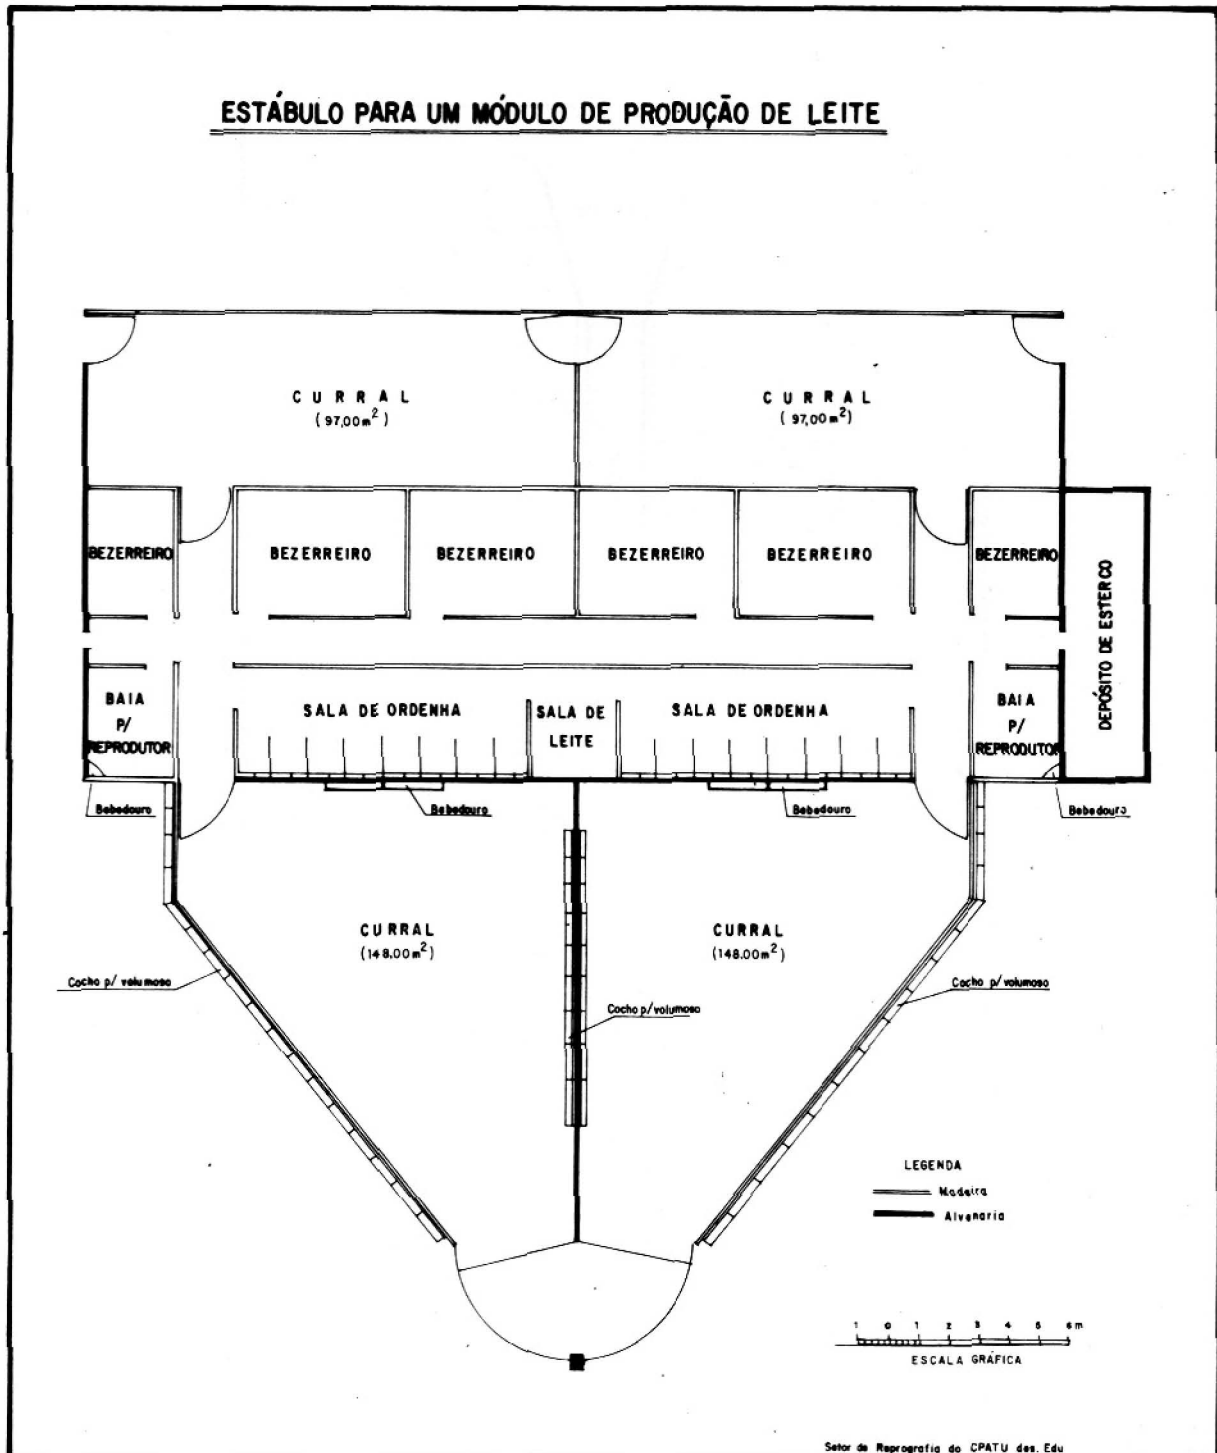 ESTÁBULO PARA UM MÓDULO DE PRODUÇÃO DE LEITE
CURRAL
(97,00m²)
CURRAL
(97,00m²)
BEZERREIRO
BEZERREIRO
BEZERREIRO
BEZERREIRO
BEZERREIRO
BEZERREIRO
DEPÓSITO DE ESTERCO
BAIA
P/
REPRODUTOR
SALA DE ORDENHA
SALA DE
LEITE
SALA DE ORDENHA
BAIA
P/
REPRODUTOR
Bebedouro
Bebedouro
Bebedouro
Bebedouro
CURRAL
(148.00m²)
CURRAL
(148.00m²)
Cocho p/ volumoso
Cocho p/volumoso
Cocho p/ volumoso
LEGENDA
Madeira
Alvenaria
1 0 1 2 3 4 5 6 m
ESCALA GRÁFICA
Setor de Reprografia do CPATU des. Edu